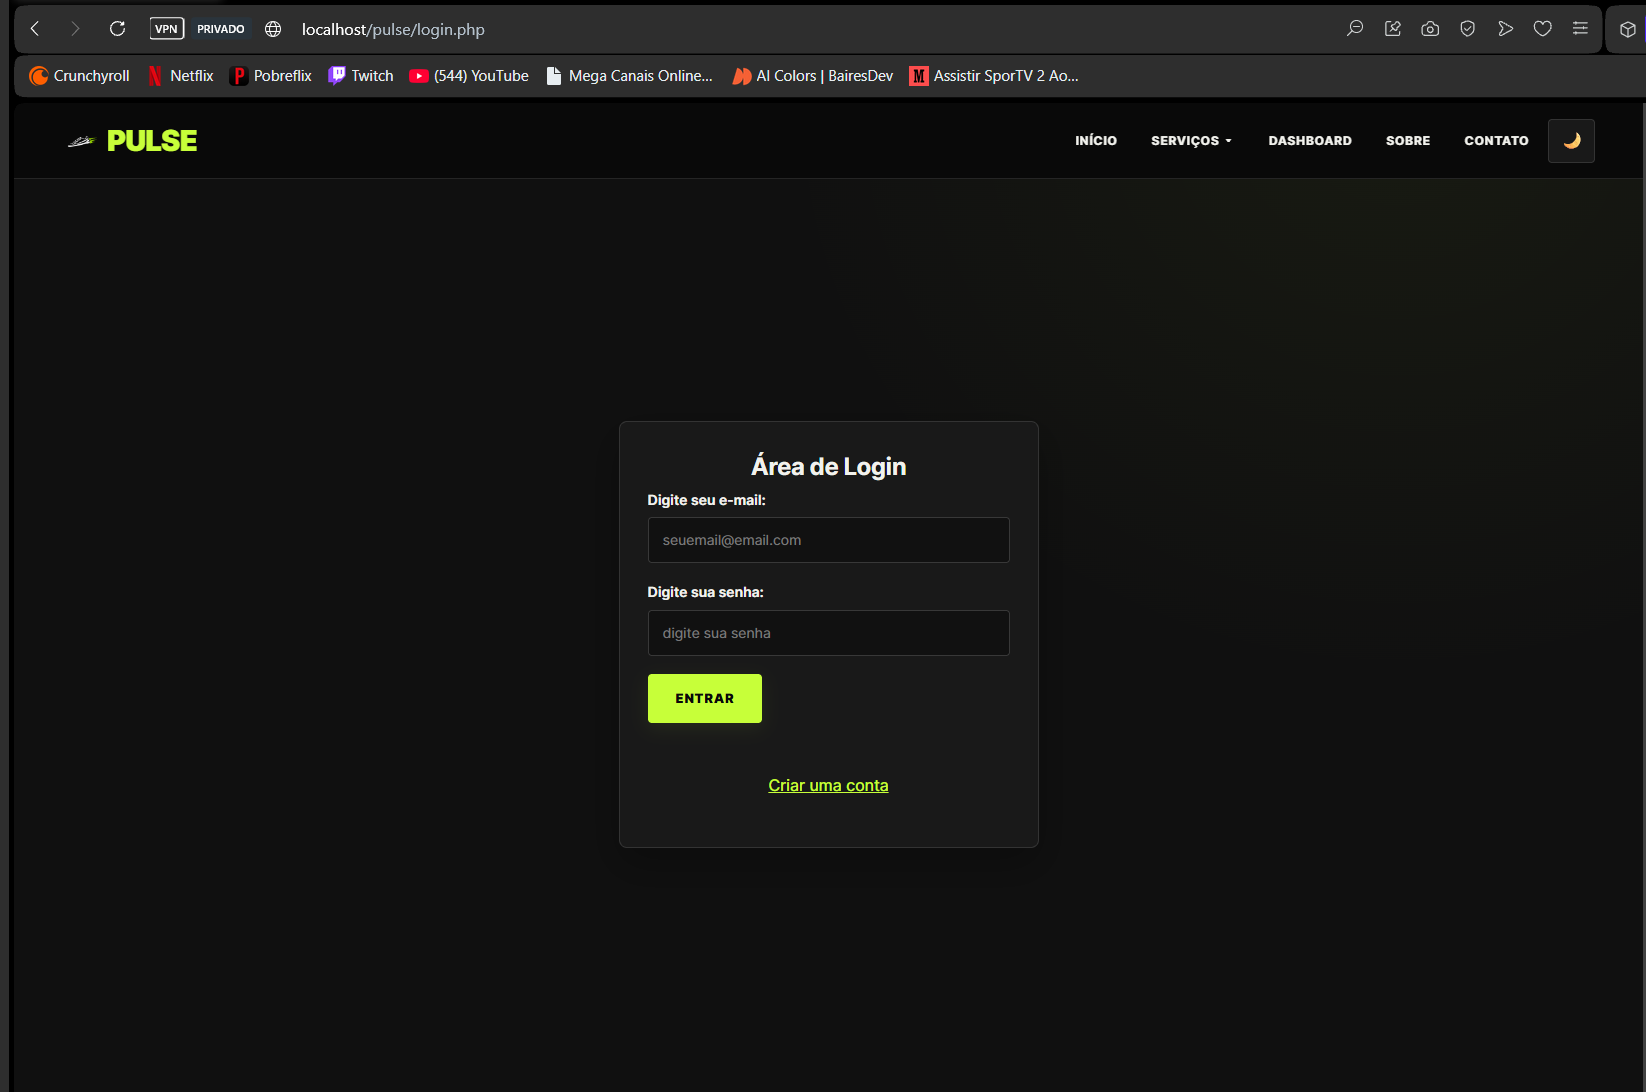 VPN PRIVADO localhost/pulse/login.php
Crunchyroll Netflix Pobreflix Twitch (544) YouTube Mega Canais Online... AI Colors | BairesDev Assistir SporTV 2 Ao...
PULSE INÍCIO SERVIÇOS DASHBOARD SOBRE CONTATO
Área de Login
Digite seu e-mail:
seuemail@email.com
Digite sua senha:
digite sua senha
ENTRAR
Criar uma conta